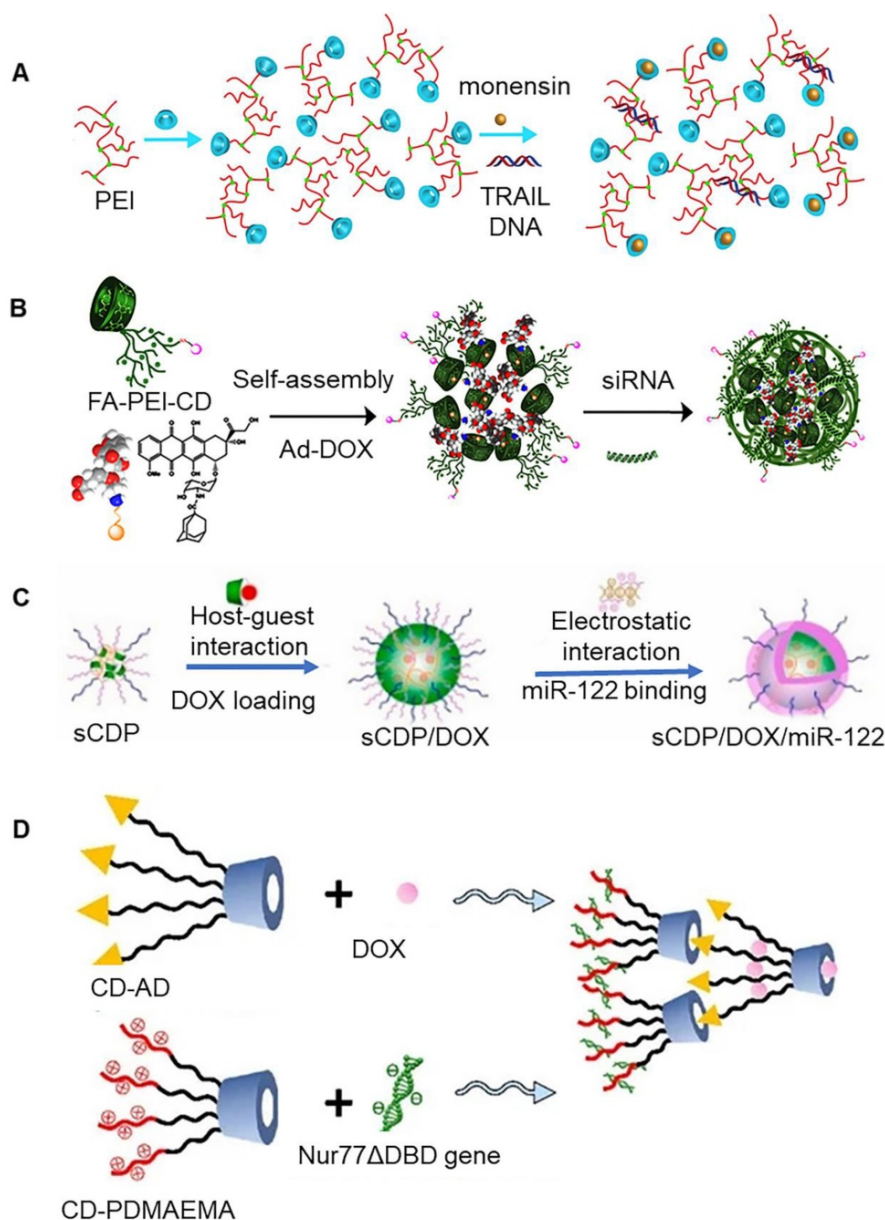 A
monensin
PEI
TRAIL
DNA
B
FA-PEI-CD
Self-assembly
Ad-DOX
siRNA
C
Host-guest
interaction
DOX loading
Electrostatic
interaction
miR-122 binding
sCDP
sCDP/DOX
sCDP/DOX/miR-122
D
+
DOX
CD-AD
+
Nur77ΔDBD gene
CD-PDMAEMA